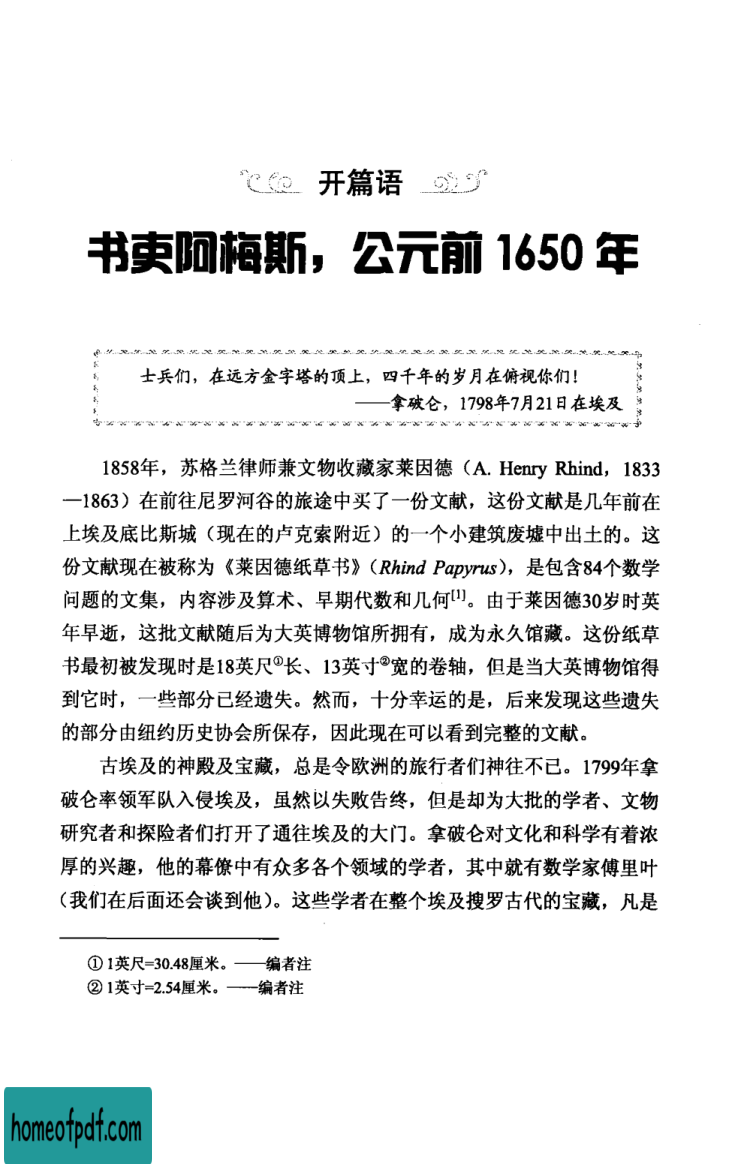 开篇语
书吏阿梅斯，公元前 1650 年
士兵们，在远方金字塔的顶上，四千年的岁月在俯视你们！
——拿破仑，1798年7月21日在埃及
1858年，苏格兰律师兼文物收藏家莱因德（A. Henry Rhind，1833
—1863）在前往尼罗河谷的旅途中买了一份文献，这份文献是几年前在
上埃及底比斯城（现在的卢克索附近）的一个小建筑废墟中出土的。这
份文献现在被称为《莱因德纸草书》（Rhind Papyrus），是包含84个数学
问题的文集，内容涉及算术、早期代数和几何[1]。由于莱因德30岁时英
年早逝，这批文献随后为大英博物馆所拥有，成为永久馆藏。这份纸草
书最初被发现时是18英尺①长、13英寸②宽的卷轴，但是当大英博物馆得
到它时，一些部分已经遗失。然而，十分幸运的是，后来发现这些遗失
的部分由纽约历史协会所保存，因此现在可以看到完整的文献。
古埃及的神殿及宝藏，总是令欧洲的旅行者们神往不已。1799年拿
破仑率领军队入侵埃及，虽然以失败告终，但是却为大批的学者、文物
研究者和探险者们打开了通往埃及的大门。拿破仑对文化和科学有着浓
厚的兴趣，他的幕僚中有众多各个领域的学者，其中就有数学家傅里叶
（我们在后面还会谈到他）。这些学者在整个埃及搜罗古代的宝藏，凡是
① 1英尺=30.48厘米。——编者注
② 1英寸=2.54厘米。——编者注
homeofpdf.com